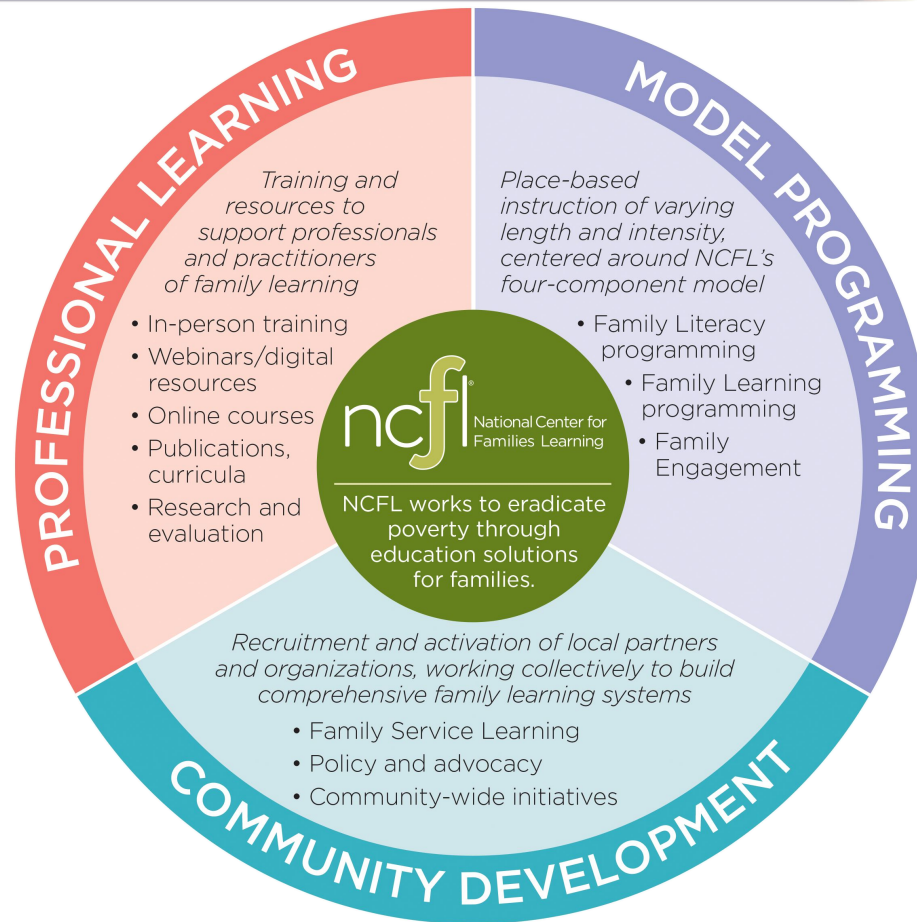 PROFESSIONAL LEARNING
Training and
resources to
support professionals
and practitioners
of family learning
• In-person training
• Webinars/digital
resources
• Online courses
• Publications,
curricula
• Research and
evaluation
MODEL PROGRAMMING
Place-based
instruction of varying
length and intensity,
centered around NCFL’s
four-component model
• Family Literacy
programming
• Family Learning
programming
• Family
Engagement
ncfl®
National Center for
Families Learning
NCFL works to eradicate
poverty through
education solutions
for families.
Recruitment and activation of local partners
and organizations, working collectively to build
comprehensive family learning systems
• Family Service Learning
• Policy and advocacy
• Community-wide initiatives
COMMUNITY DEVELOPMENT